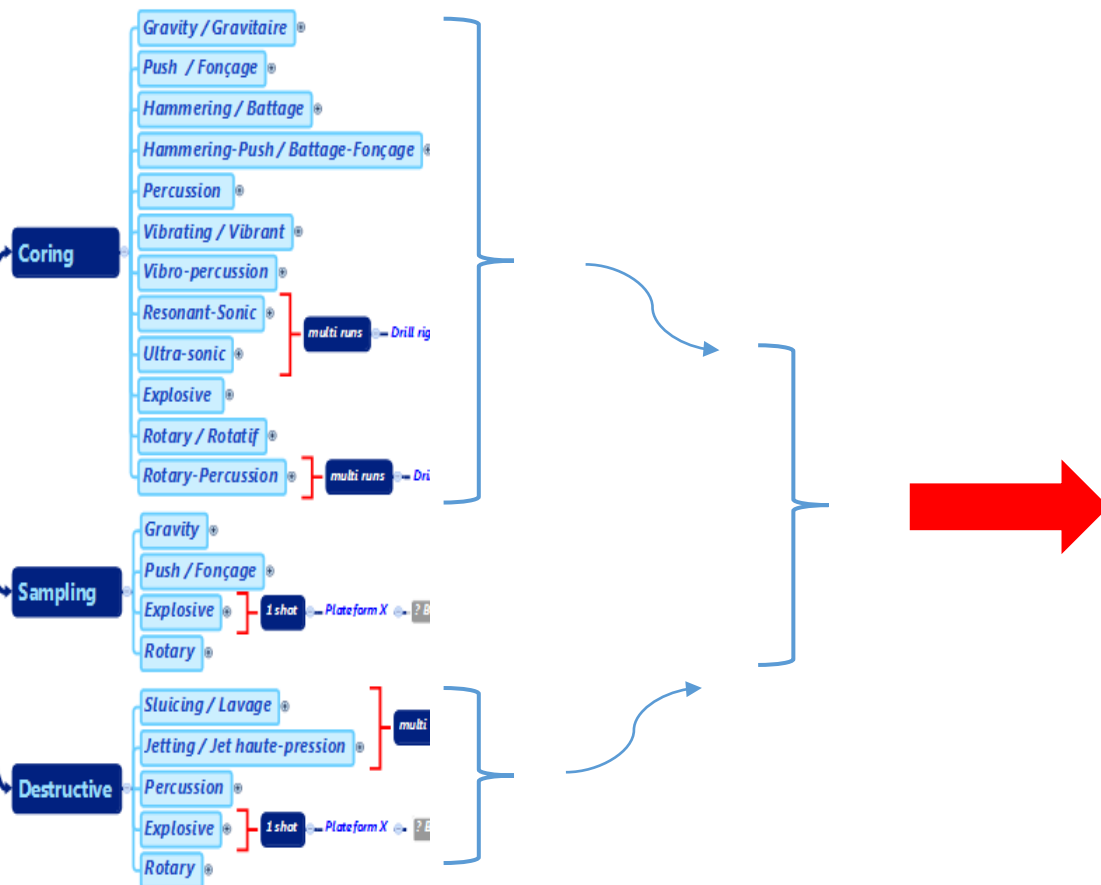 Gravity / Gravitaire
Push / Fonçage
Hammering / Battage
Hammering-Push / Battage-Fonçage
Percussion
Vibrating / Vibrant
Coring
Vibro-percussion
Resonant-Sonic
multi runs
Drill rig
Ultra-sonic
Explosive
Rotary / Rotatif
Rotary-Percussion
multi runs
Gravity
Push / Fonçage
Sampling
Explosive
1 shot
Plateform X
?
Rotary
Sluicing / Lavage
multi
Jetting / Jet haute-pression
Percussion
Destructive
Explosive
1 shot
Plateform X
?
Rotary